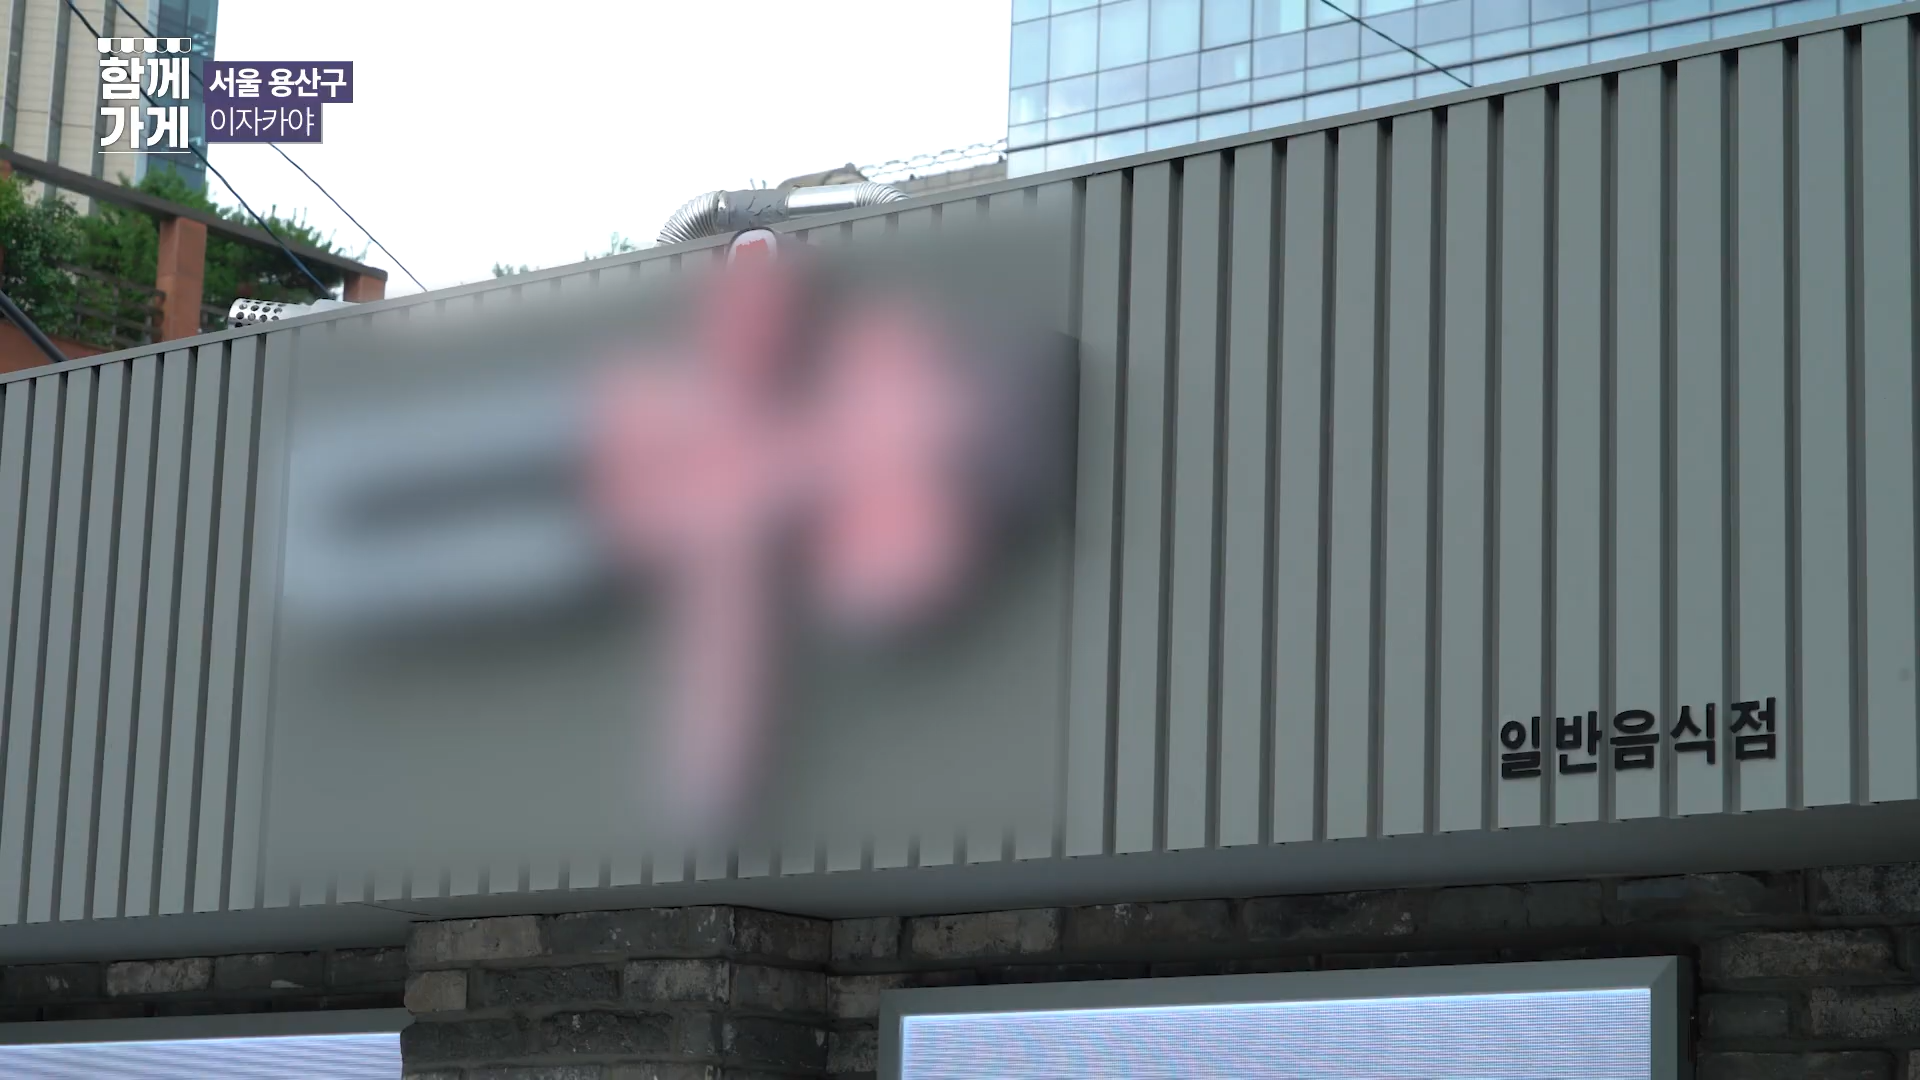 함께
가게
서울 용산구
이자카야
일반음식점